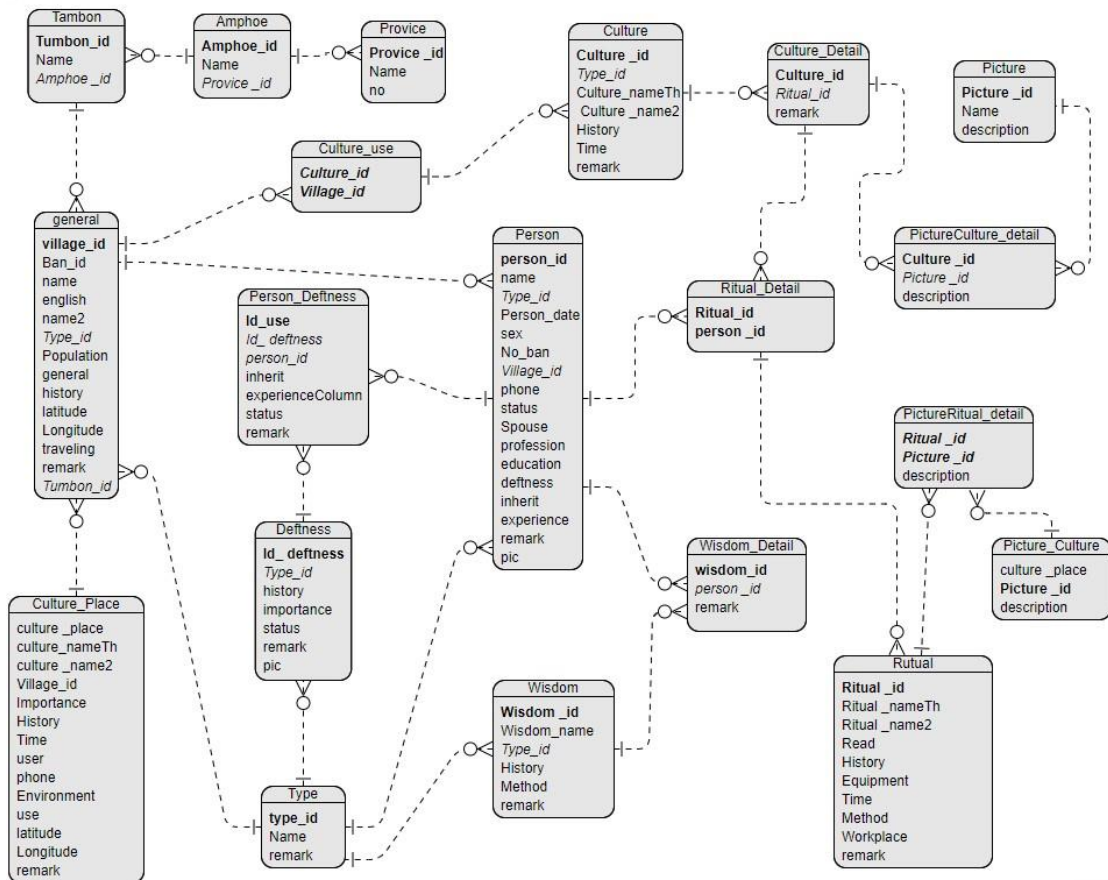 Tambon
Tumbon_id
Name
Amphoe _id
Amphoe
Amphoe_id
Name
Provice _id
Provice
Provice _id
Name
no
Culture
Culture _id
Type_id
Culture_nameTh
Culture _name2
History
Time
remark
Culture_Detail
Culture_id
Ritual_id
remark
Picture
Picture _id
Name
description
Culture_use
Culture_id
Village_id
general
village_id
Ban_id
name
english
name2
Type_id
Population
general
history
latitude
Longitude
traveling
remark
Tumbon_id
Person_Deftness
Id_use
Id_ deftness
person_id
inherit
experienceColumn
status
remark
Person
person_id
name
Type_id
Person_date
sex
No_ban
Village_id
phone
status
Spouse
profession
education
deftness
inherit
experience
remark
pic
Ritual_Detail
Ritual_id
person _id
PictureCulture_detail
Culture _id
Picture _id
description
PictureRitual_detail
Ritual _id
Picture _id
description
Deftness
Id_ deftness
Type_id
history
importance
status
remark
pic
Wisdom_Detail
wisdom_id
person _id
remark
Picture_Culture
culture _place
Picture _id
description
Culture_Place
culture _place
culture_nameTh
culture _name2
Village_id
Importance
History
Time
user
phone
Environment
use
latitude
Longitude
remark
Type
type_id
Name
remark
Wisdom
Wisdom _id
Wisdom_name
Type_id
History
Method
remark
Rutual
Ritual _id
Ritual _nameTh
Ritual _name2
Read
History
Equipment
Time
Method
Workplace
remark